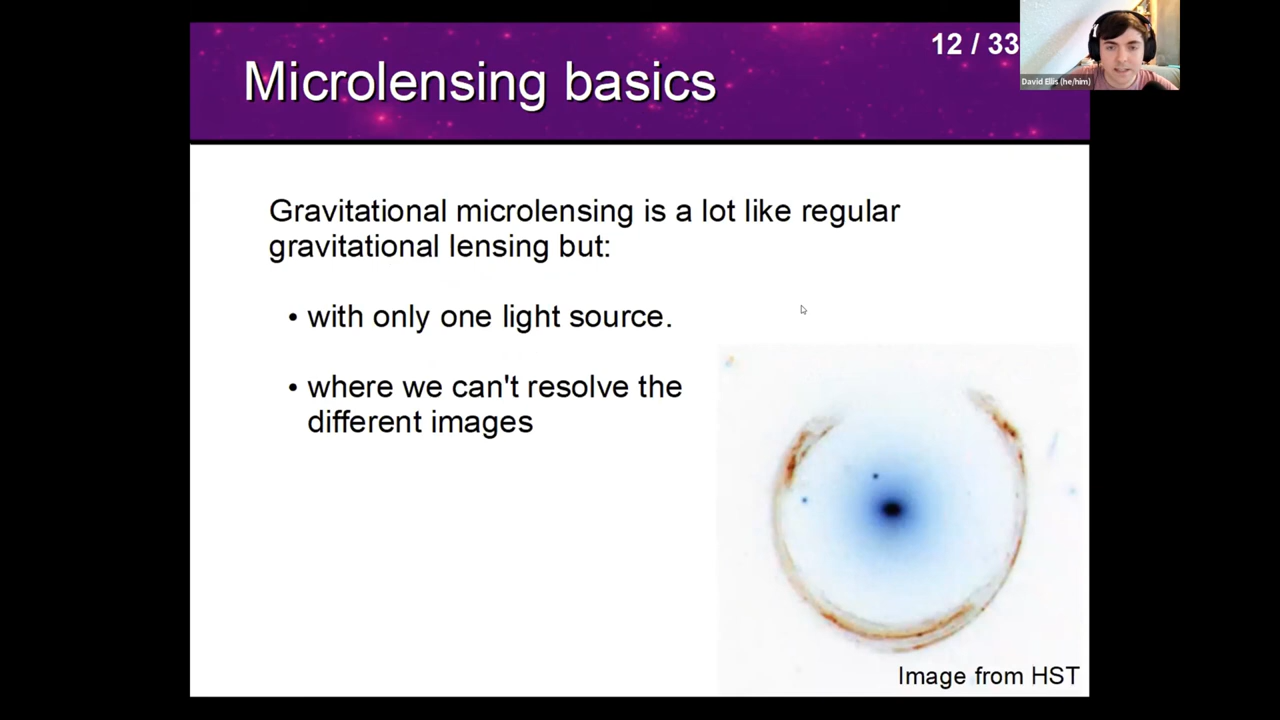 12 / 33
Microlensing basics
David Ellis (he/him)
Gravitational microlensing is a lot like regular
gravitational lensing but:
• with only one light source.
• where we can't resolve the
different images
Image from HST